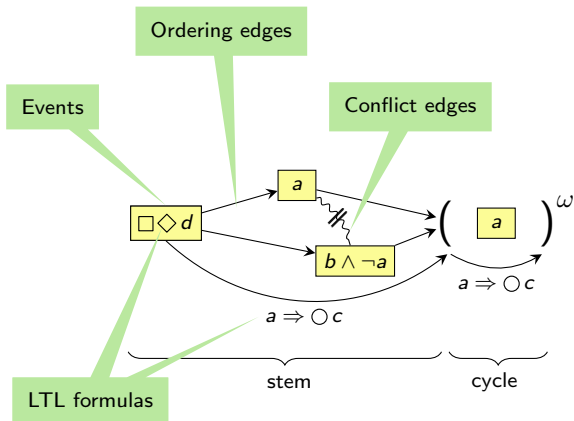 Ordering edges
Events
Conflict edges
a
□◇d
( a )ω
b ∧ ¬a
a ⇒ ○c
a ⇒ ○c
stem
cycle
LTL formulas